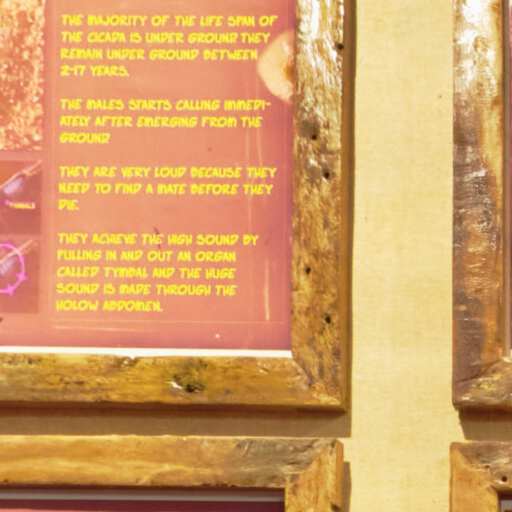 THE MAJORITY OF THE LIFE SPAN OF
THE CICADA IS UNDER GROUND. THEY
REMAIN UNDER GROUND BETWEEN
2-17 YEARS.
THE MALES STARTS CALLING IMMEDI-
ATELY AFTER EMERGING FROM THE
GROUND.
THEY ARE VERY LOUD BECAUSE THEY
NEED TO FIND A MATE BEFORE THEY
DIE.
THEY ACHIEVE THE HIGH SOUND BY
PULLING IN AND OUT AN ORGAN
CALLED TYMBAL AND THE HUGE
SOUND IS MADE THROUGH THE
HOLOW ABDOMEN.